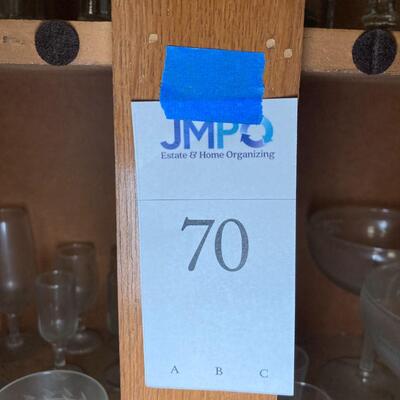 JMPO
Estate & Home Organizing
70
A B C